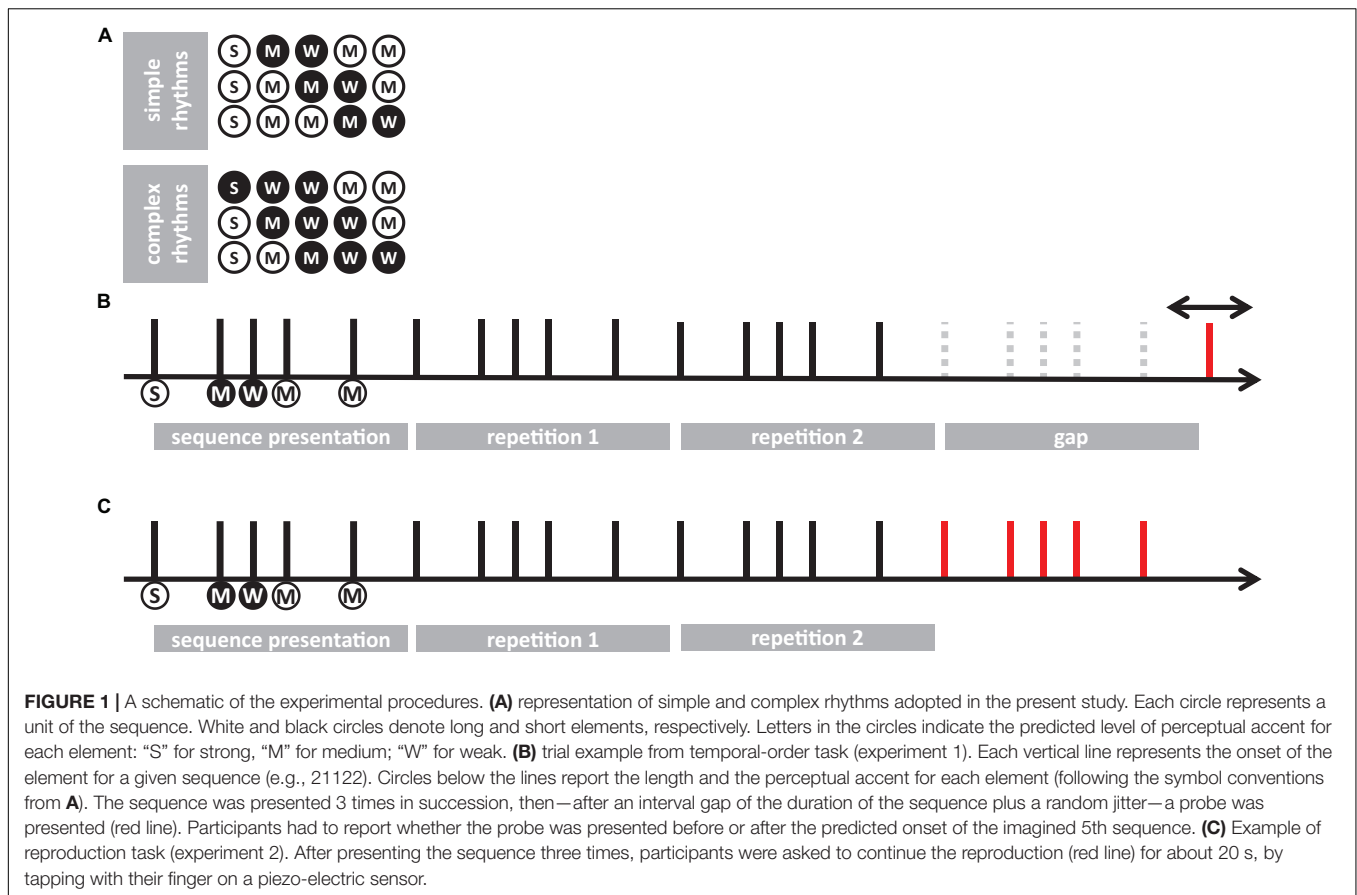 A
simple
rhythms
S M W M M
S M M W M
S M M M W
complex
rhythms
S W W M M
S M W W M
S M M W W
B
S M W M M
sequence presentation repetition 1 repetition 2 gap
C
S M W M M
sequence presentation repetition 1 repetition 2
FIGURE 1 | A schematic of the experimental procedures. (A) representation of simple and complex rhythms adopted in the present study. Each circle represents a
unit of the sequence. White and black circles denote long and short elements, respectively. Letters in the circles indicate the predicted level of perceptual accent for
each element: “S” for strong, “M” for medium; “W” for weak. (B) trial example from temporal-order task (experiment 1). Each vertical line represents the onset of the
element for a given sequence (e.g., 21122). Circles below the lines report the length and the perceptual accent for each element (following the symbol conventions
from A). The sequence was presented 3 times in succession, then—after an interval gap of the duration of the sequence plus a random jitter—a probe was
presented (red line). Participants had to report whether the probe was presented before or after the predicted onset of the imagined 5th sequence. (C) Example of
reproduction task (experiment 2). After presenting the sequence three times, participants were asked to continue the reproduction (red line) for about 20 s, by
tapping with their finger on a piezo-electric sensor.